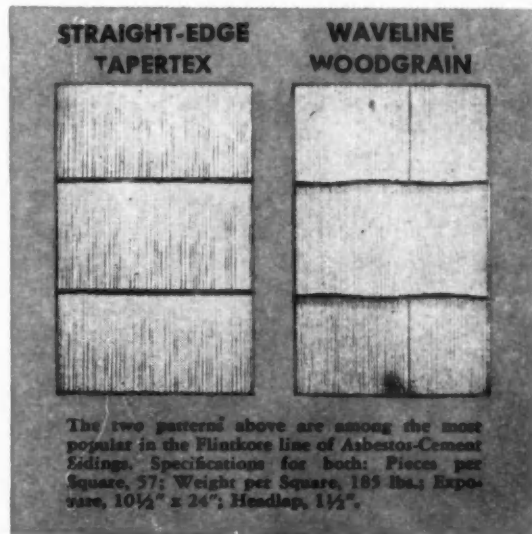 STRAIGHT-EDGE
TAPERTEX
WAVELINE
WOODGRAIN
The two patterns above are among the most
popular in the Flintkore line of Asbestos-Cement
Sidings. Specifications for both: Pieces per
Square, 57; Weight per Square, 185 lbs.; Expo-
sure, 10½" x 24"; Headlap, 1½".